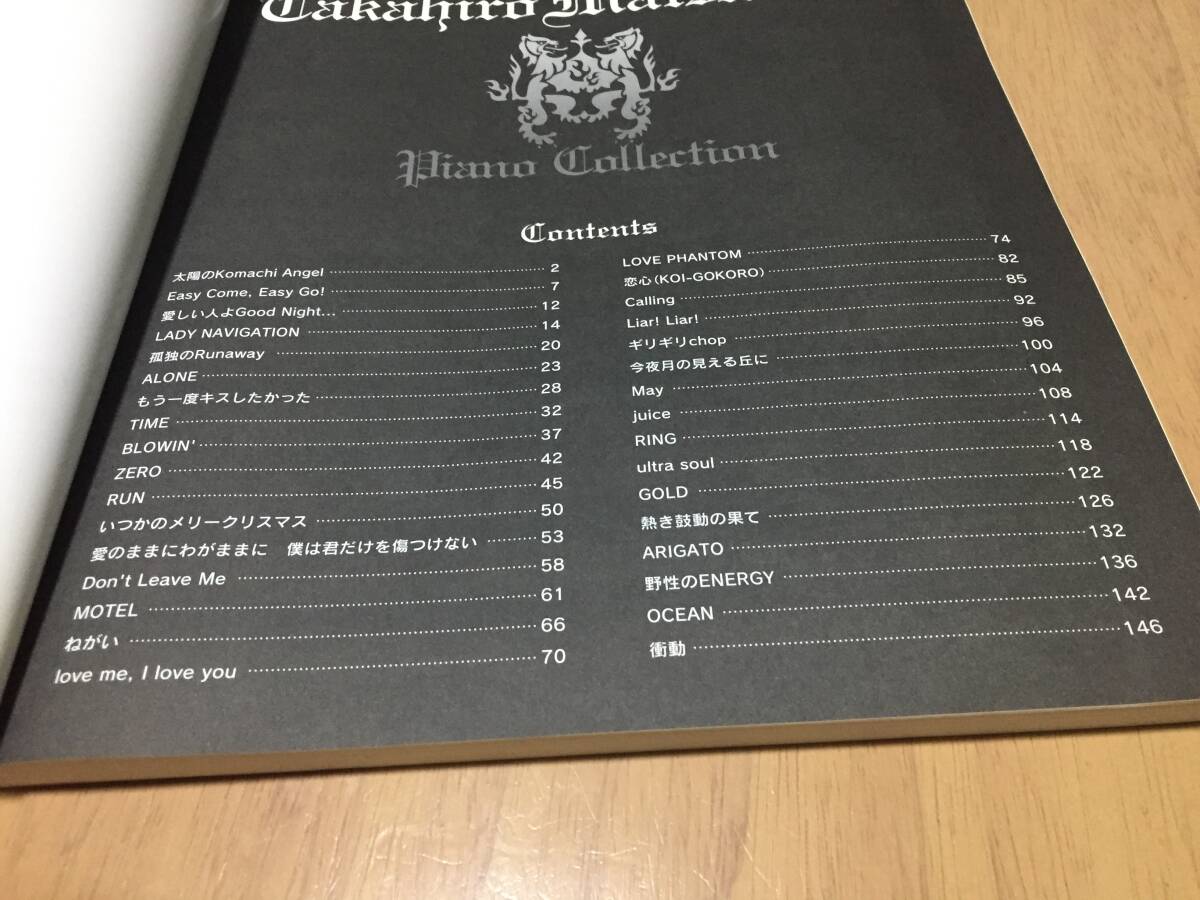 Takahiro
Piano Collection
Contents
太陽のKomachi Angel 2
Easy Come, Easy Go! 7
愛しい人よGood Night... 12
LADY NAVIGATION 14
孤独のRunaway 20
ALONE 23
もう一度キスしたかった 28
TIME 32
BLOWIN' 37
ZERO 42
RUN 45
いつかのメリークリスマス 50
愛のままにわがままに 僕は君だけを傷つけない 53
Don't Leave Me 58
MOTEL 61
ねがい 66
love me, I love you 70
LOVE PHANTOM 74
恋心(KOI-GOKORO) 82
Calling 85
Liar! Liar! 92
ギリギリchop 96
今夜月の見える丘に 100
May 104
juice 108
RING 114
ultra soul 118
GOLD 122
熱き鼓動の果て 126
ARIGATO 132
野性のENERGY 136
OCEAN 142
衝動 146